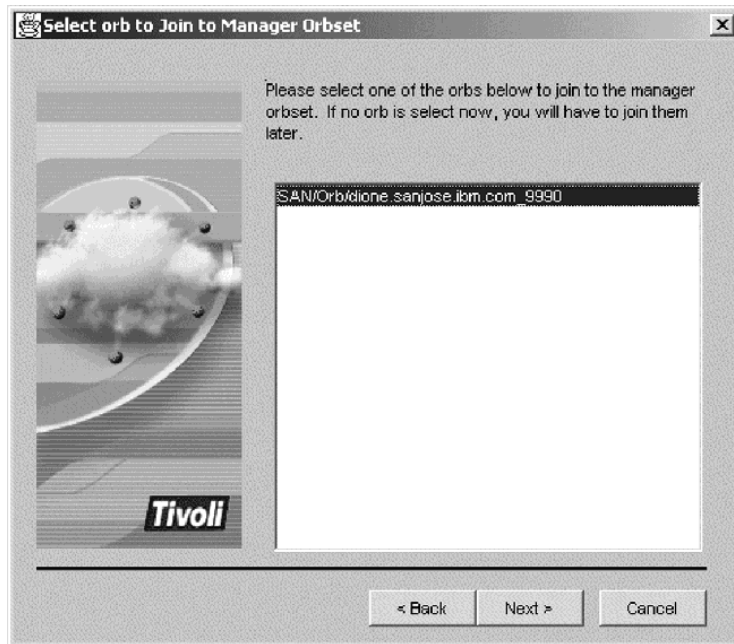 Select orb to Join to Manager Orbset
Please select one of the orbs below to join to the manager
orbset. If no orb is select now, you will have to join them
later.
SAN/Orb/dione.sanjose.ibm.com_9990
Tivoli
< Back
Next >
Cancel